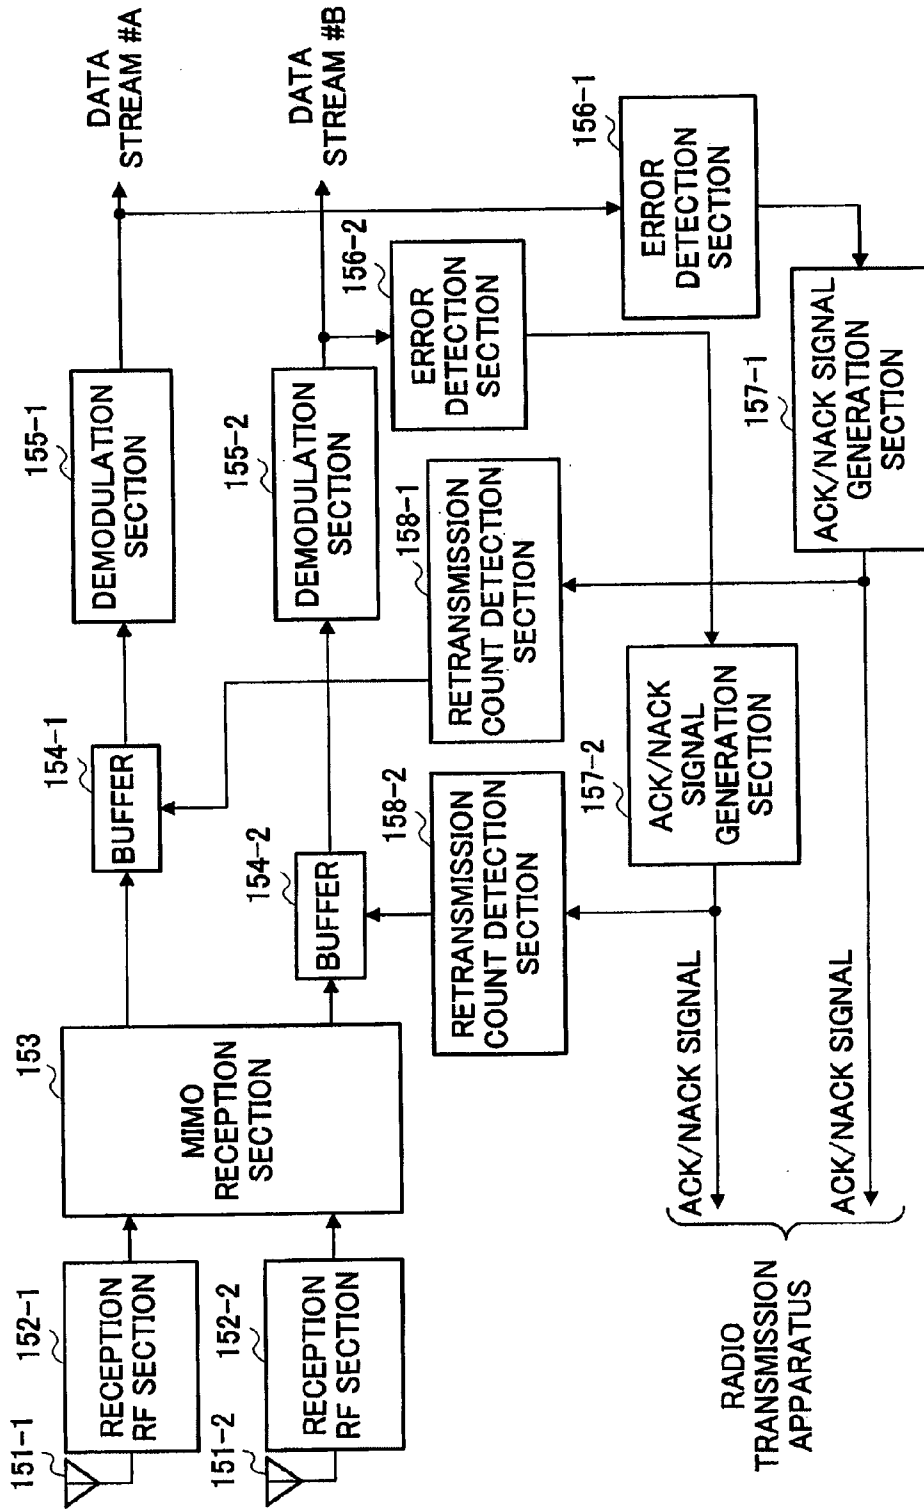 151-1
152-1
RECEPTION
RF SECTION
151-2
152-2
RECEPTION
RF SECTION
153
MIMO
RECEPTION
SECTION
154-1
BUFFER
154-2
BUFFER
155-1
DEMODULATION
SECTION
155-2
DEMODULATION
SECTION
DATA
STREAM #A
DATA
STREAM #B
156-2
ERROR
DETECTION
SECTION
156-1
ERROR
DETECTION
SECTION
158-2
RETRANSMISSION
COUNT DETECTION
SECTION
158-1
RETRANSMISSION
COUNT DETECTION
SECTION
157-2
ACK/NACK
SIGNAL
GENERATION
SECTION
157-1
ACK/NACK SIGNAL
GENERATION
SECTION
ACK/NACK SIGNAL
ACK/NACK SIGNAL
RADIO
TRANSMISSION
APPARATUS